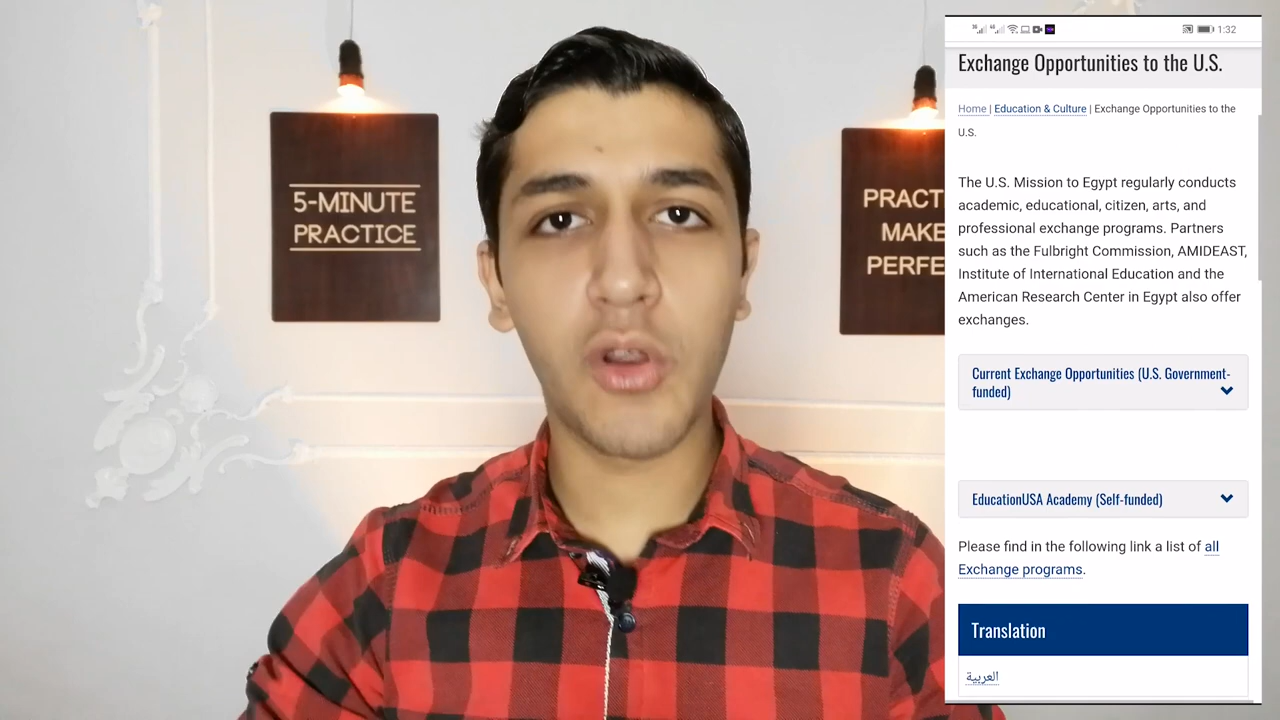 5-MINUTE
PRACTICE
PRACT
MAKE
PERFE
1:32
Exchange Opportunities to the U.S.
Home | Education & Culture | Exchange Opportunities to the
U.S.
The U.S. Mission to Egypt regularly conducts
academic, educational, citizen, arts, and
professional exchange programs. Partners
such as the Fulbright Commission, AMIDEAST,
Institute of International Education and the
American Research Center in Egypt also offer
exchanges.
Current Exchange Opportunities (U.S. Government-
funded)
EducationUSA Academy (Self-funded)
Please find in the following link a list of all
Exchange programs.
Translation
العربية